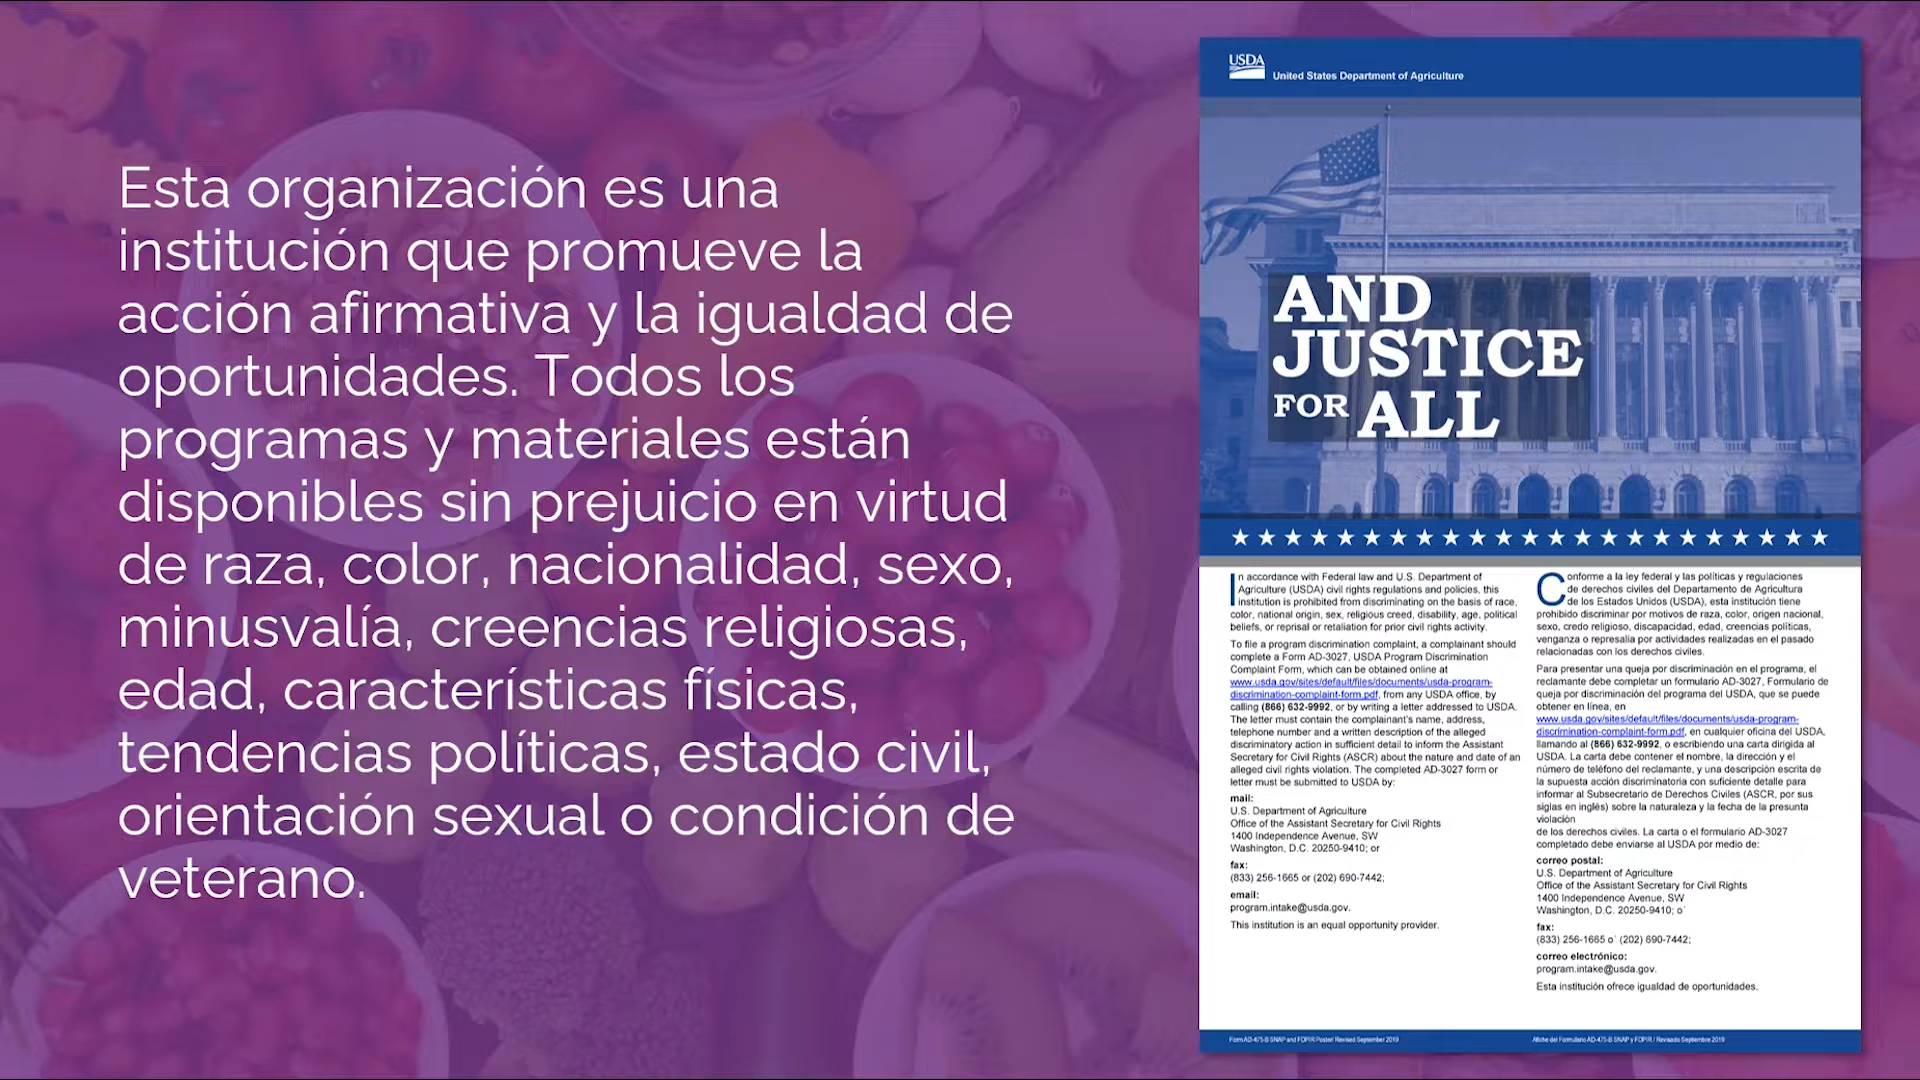 Esta organización es una
institución que promueve la
acción afirmativa y la igualdad de
oportunidades. Todos los
programas y materiales están
disponibles sin prejuicio en virtud
de raza, color, nacionalidad, sexo,
minusvalía, creencias religiosas,
edad, características físicas,
tendencias políticas, estado civil,
orientación sexual o condición de
veterano.
USDA
United States Department of Agriculture
AND
JUSTICE
FOR ALL
In accordance with Federal law and U.S. Department of
Agriculture (USDA) civil rights regulations and policies, this
institution is prohibited from discriminating on the basis of race,
color, national origin, sex, religious creed, disability, age, political
beliefs, or reprisal or retaliation for prior civil rights activity.
To file a program discrimination complaint, a complainant should
complete a Form AD-3027, USDA Program Discrimination
Complaint Form, which can be obtained online at
www.usda.gov/sites/default/files/documents/usda-program-
discrimination-complaint-form.pdf, from any USDA office, by
calling (866) 632-9992, or by writing a letter addressed to USDA.
The letter must contain the complainant's name, address,
telephone number and a written description of the alleged
discriminatory action in sufficient detail to inform the Assistant
Secretary for Civil Rights (ASCR) about the nature and date of an
alleged civil rights violation. The completed AD-3027 form or
letter must be submitted to USDA by:
mail:
U.S. Department of Agriculture
Office of the Assistant Secretary for Civil Rights
1400 Independence Avenue, SW
Washington, D.C. 20250-9410; or
fax:
(833) 256-1665 or (202) 690-7442;
email:
program.intake@usda.gov.
This institution is an equal opportunity provider.
Conforme a la ley federal y las políticas y regulaciones
de derechos civiles del Departamento de Agricultura
de los Estados Unidos (USDA), esta institución tiene
prohibido discriminar por motivos de raza, color, origen nacional,
sexo, credo religioso, discapacidad, edad, creencias políticas,
venganza o represalia por actividades realizadas en el pasado
relacionadas con los derechos civiles.
Para presentar una queja por discriminación en el programa, el
reclamante debe completar un formulario AD-3027, Formulario de
queja por discriminación del programa del USDA, que se puede
obtener en línea, en
www.usda.gov/sites/default/files/documents/usda-program-
discrimination-complaint-form.pdf, en cualquier oficina del USDA,
llamando al (866) 632-9992, o escribiendo una carta dirigida al
USDA. La carta debe contener el nombre, la dirección y el
número de teléfono del reclamante, y una descripción escrita de
la supuesta acción discriminatoria con suficiente detalle para
informar al Subsecretario de Derechos Civiles (ASCR, por sus
siglas en inglés) sobre la naturaleza y la fecha de la presunta
violación
de los derechos civiles. La carta o el formulario AD-3027
completado debe enviarse al USDA por medio de:
correo postal:
U.S. Department of Agriculture
Office of the Assistant Secretary for Civil Rights
1400 Independence Avenue, SW
Washington, D.C. 20250-9410; o'
fax:
(833) 256-1665 o' (202) 690-7442;
correo electrónico:
program.intake@usda.gov.
Esta institución ofrece igualdad de oportunidades.
Form AD-475-B SNAP and FDPIR Poster/ Revised September 2019
Afiche del Formulario AD-475-B SNAP y FDPIR / Revisado Septiembre 2019